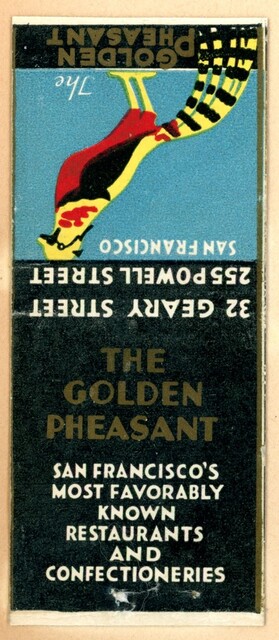 The
GOLDEN
PHEASANT
SAN FRANCISCO
255 POWELL STREET
32 GEARY STREET
THE
GOLDEN
PHEASANT
SAN FRANCISCO'S
MOST FAVORABLY
KNOWN
RESTAURANTS
AND
CONFECTIONERIES